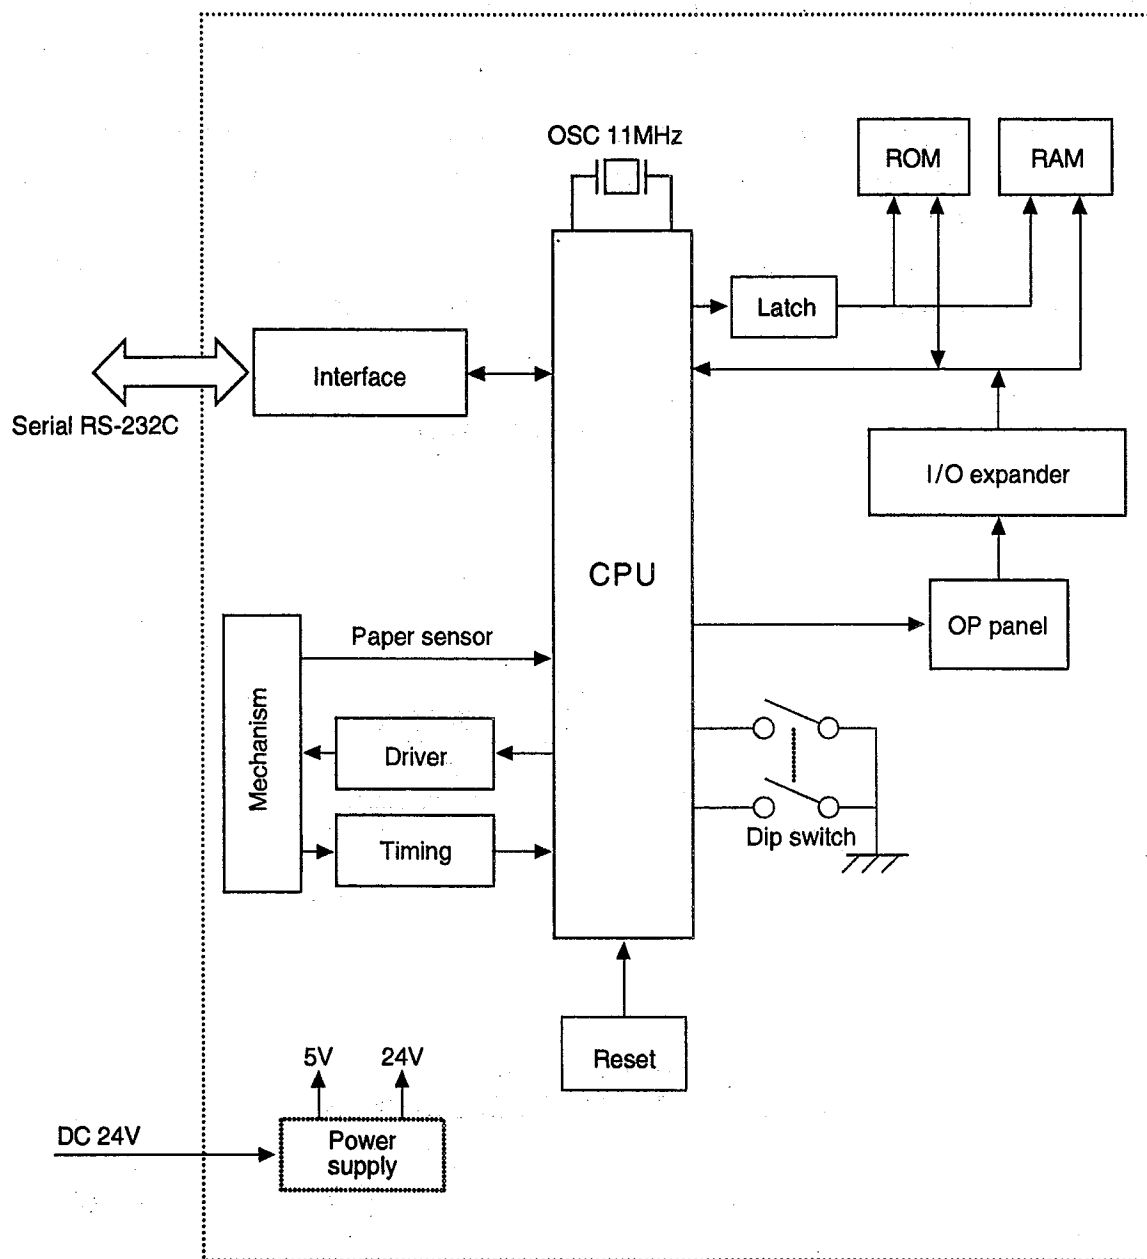 OSC 11MHz
ROM
RAM
Latch
Interface
Serial RS-232C
I/O expander
CPU
OP panel
Paper sensor
Mechanism
Driver
Timing
Dip switch
Reset
5V
24V
DC 24V
Power
supply